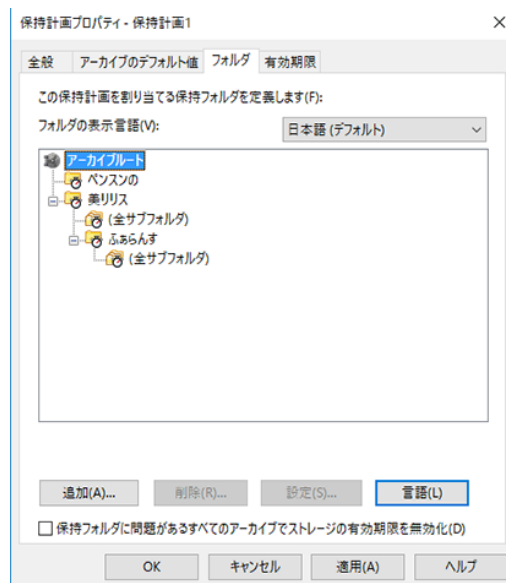 保持計画プロパティ - 保持計画1
全般 アーカイブのデフォルト値 フォルダ 有効期限
この保持計画を割り当てる保持フォルダを定義します(F):
フォルダの表示言語(V): 日本語 (デフォルト)
アーカイブルート
ペンスンの
美リリス
(全サブフォルダ)
ふぁらんす
(全サブフォルダ)
追加(A)... 削除(R)... 設定(S)... 言語(L)
保持フォルダに問題があるすべてのアーカイブでストレージの有効期限を無効化(D)
OK キャンセル 適用(A) ヘルプ